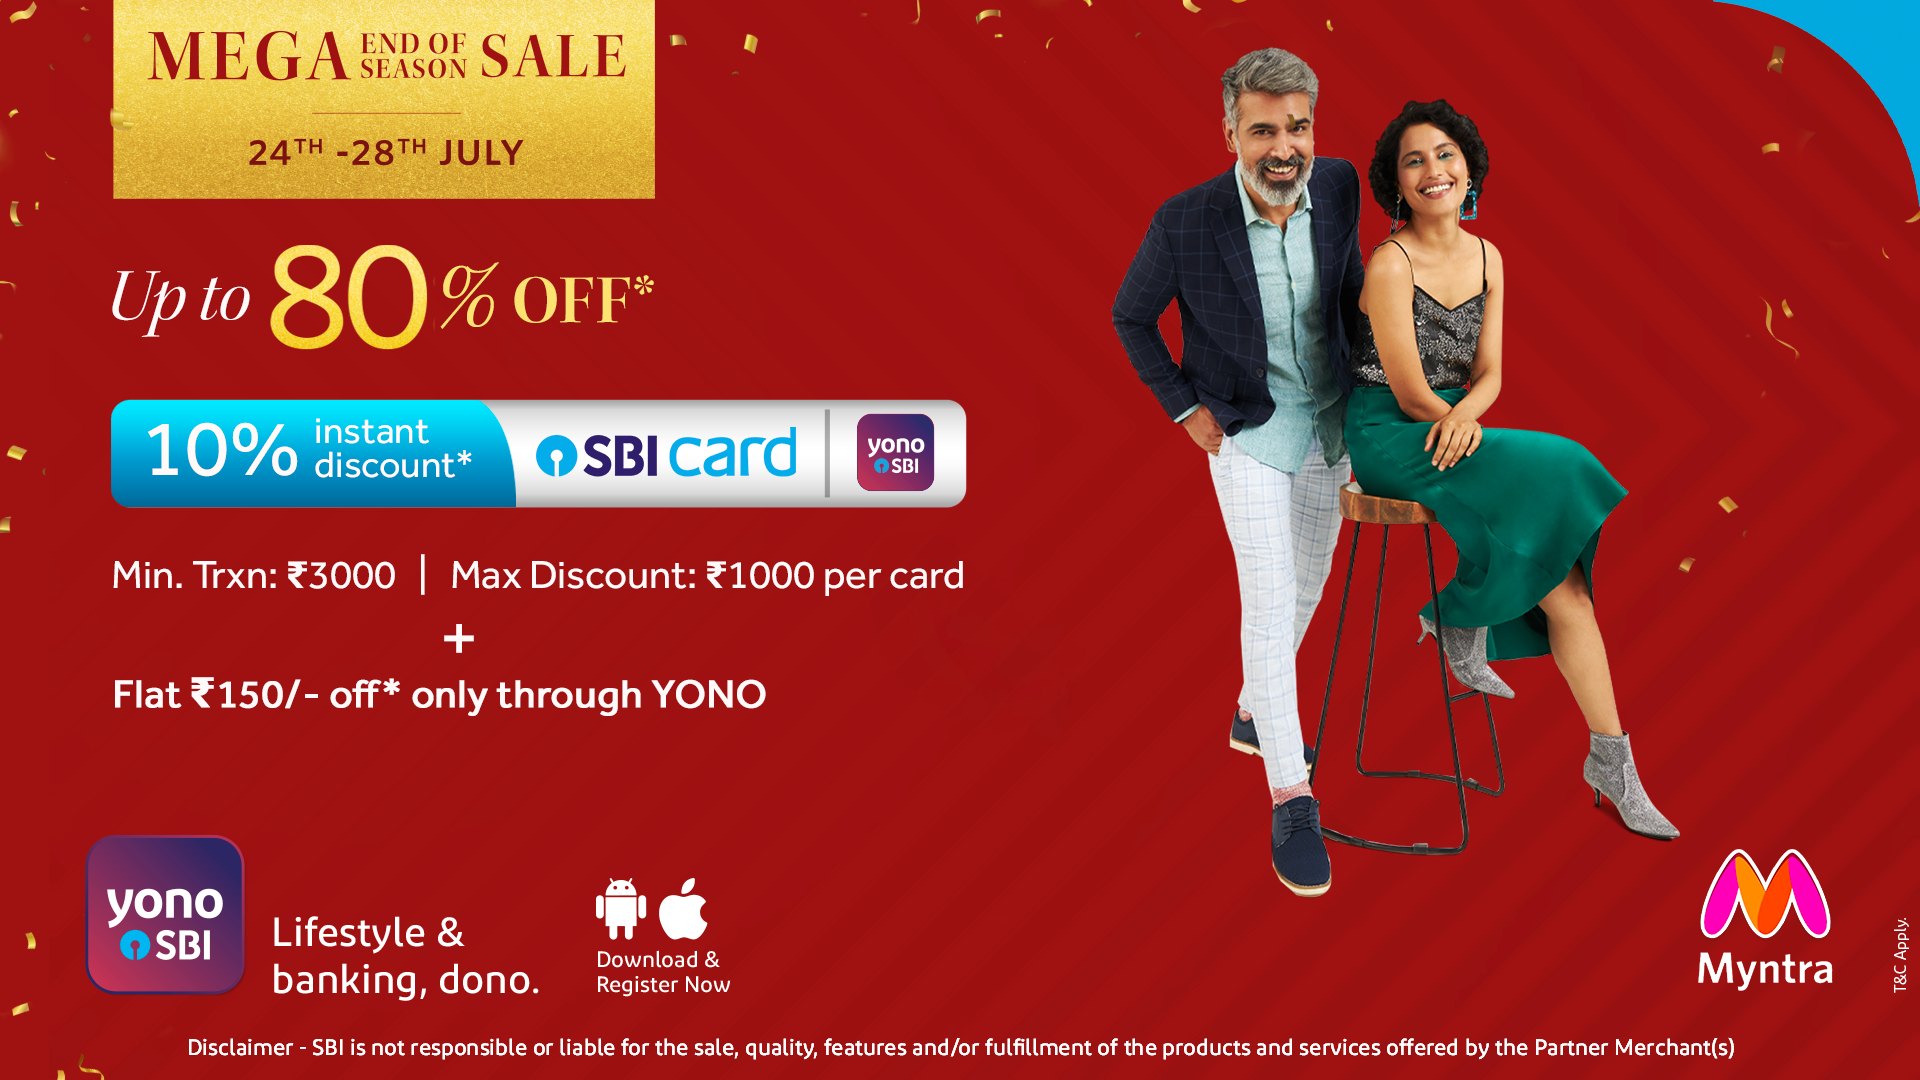 MEGA END OF SEASON SALE
24TH -28TH JULY
Up to 80% OFF*
10% instant discount*
SBI card
yono
SBI
Min. Trxn: ₹3000 | Max Discount: ₹1000 per card
+
Flat ₹150/- off* only through YONO
yono
SBI
Lifestyle &
banking, dono.
Download &
Register Now
Myntra
T&C Apply.
Disclaimer - SBI is not responsible or liable for the sale, quality, features and/or fulfillment of the products and services offered by the Partner Merchant(s)